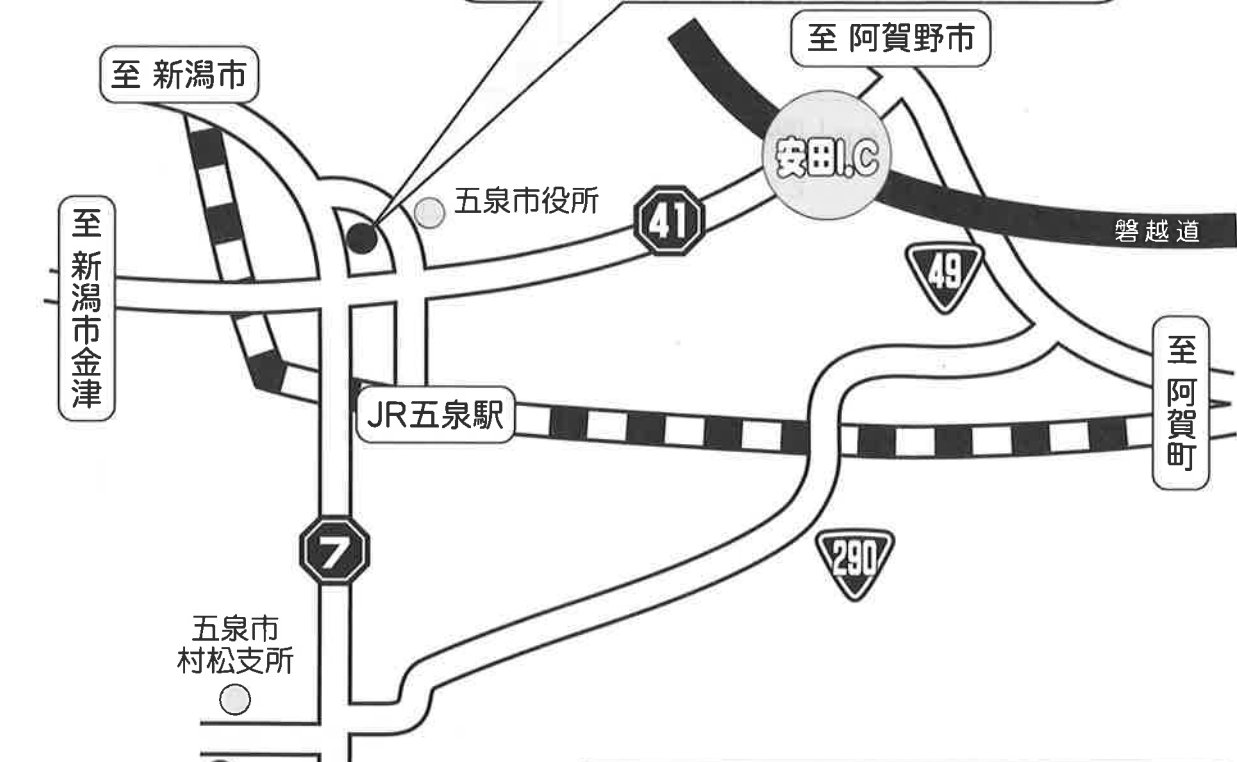 至 阿賀野市
至 新潟市
安田I.C
五泉市役所
41
至 新潟市金津
磐越道
49
至 阿賀町
JR五泉駅
7
290
五泉市
村松支所